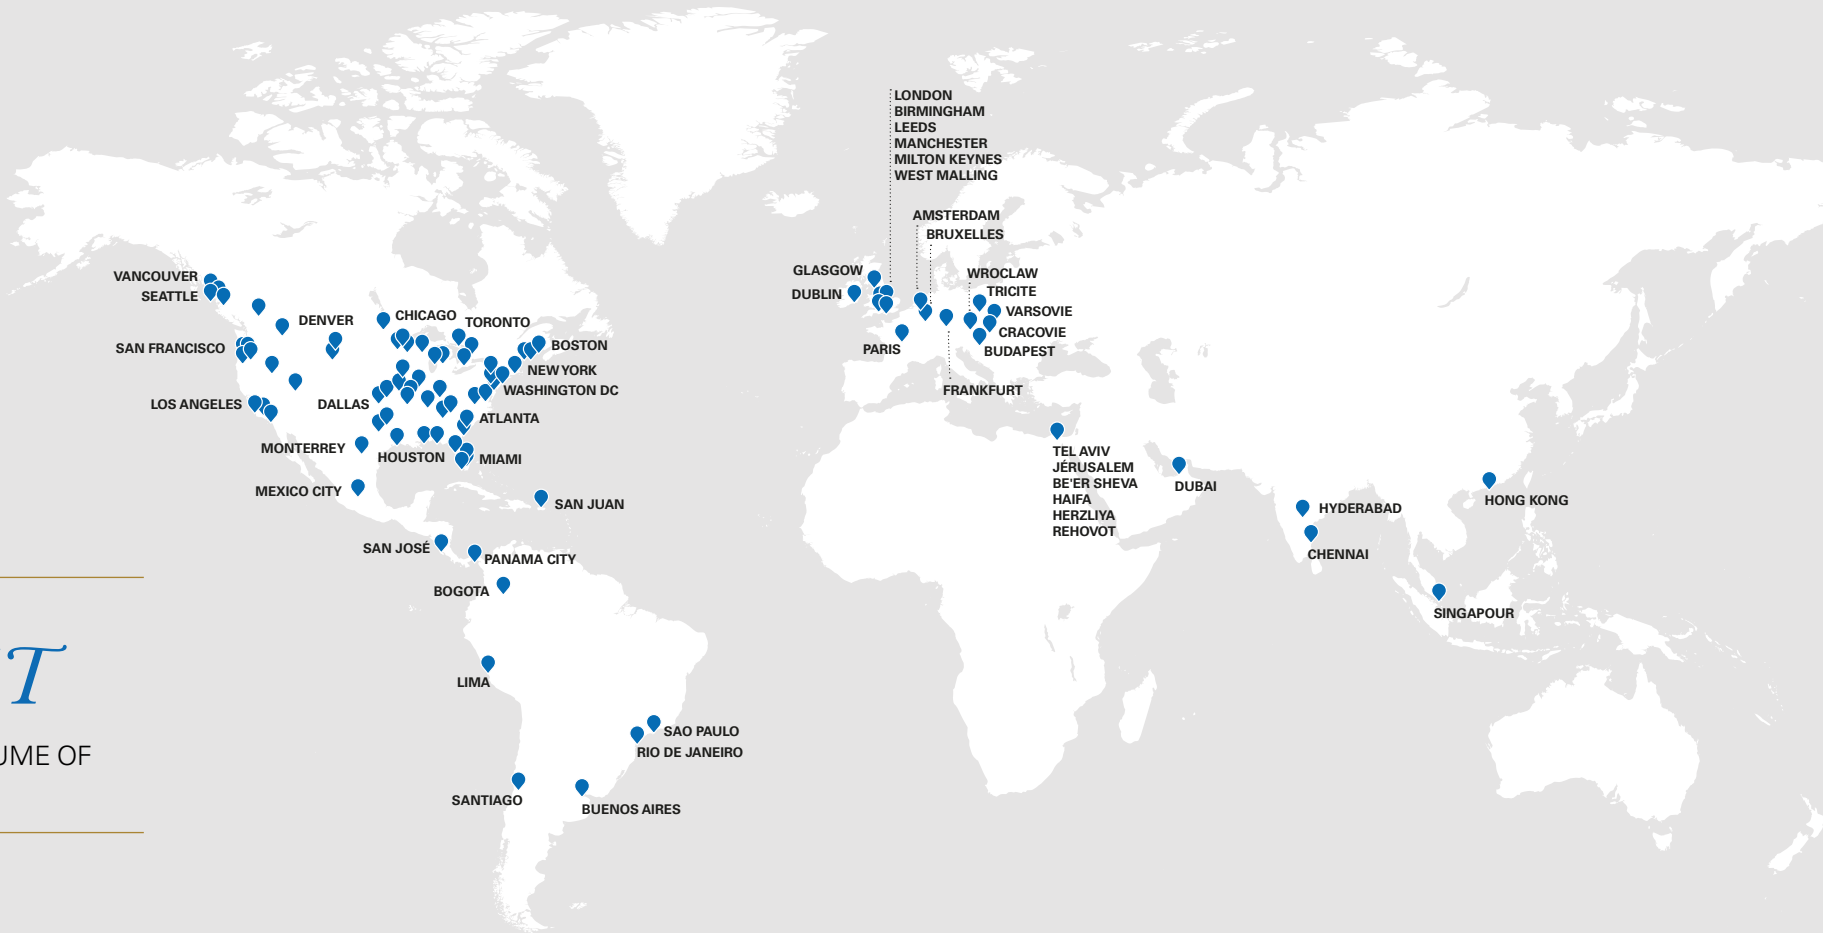 LONDON
BIRMINGHAM
LEEDS
MANCHESTER
MILTON KEYNES
WEST MALLING
AMSTERDAM
BRUXELLES
GLASGOW
DUBLIN
WROCLAW
TRICITE
VARSOVIE
CRACOVIE
BUDAPEST
PARIS
FRANKFURT
VANCOUVER
SEATTLE
DENVER
CHICAGO
TORONTO
SAN FRANCISCO
BOSTON
NEW YORK
WASHINGTON DC
LOS ANGELES
DALLAS
ATLANTA
MONTERREY
HOUSTON
MIAMI
MEXICO CITY
SAN JUAN
SAN JOSÉ
PANAMA CITY
BOGOTA
LIMA
SAO PAULO
RIO DE JANEIRO
SANTIAGO
BUENOS AIRES
TEL AVIV
JÉRUSALEM
BE'ER SHEVA
HAIFA
HERZLIYA
REHOVOT
DUBAI
HYDERABAD
CHENNAI
HONG KONG
SINGAPOUR
T
UME OF